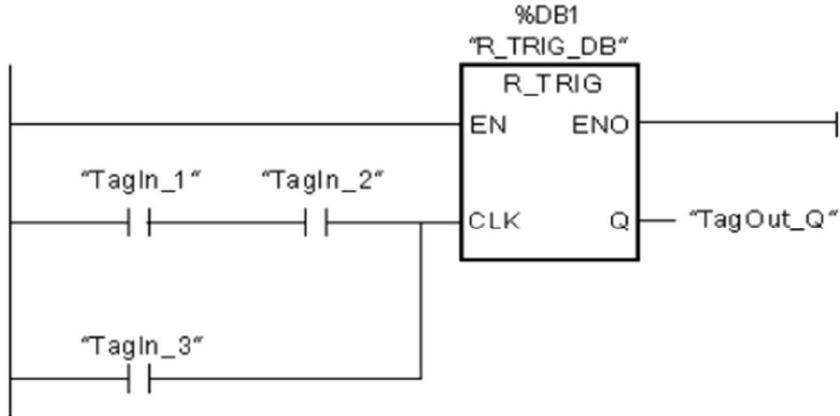 %DB1
"R_TRIG_DB"
R_TRIG
EN ENO
"TagIn_1" "TagIn_2"
CLK Q "TagOut_Q"
"TagIn_3"